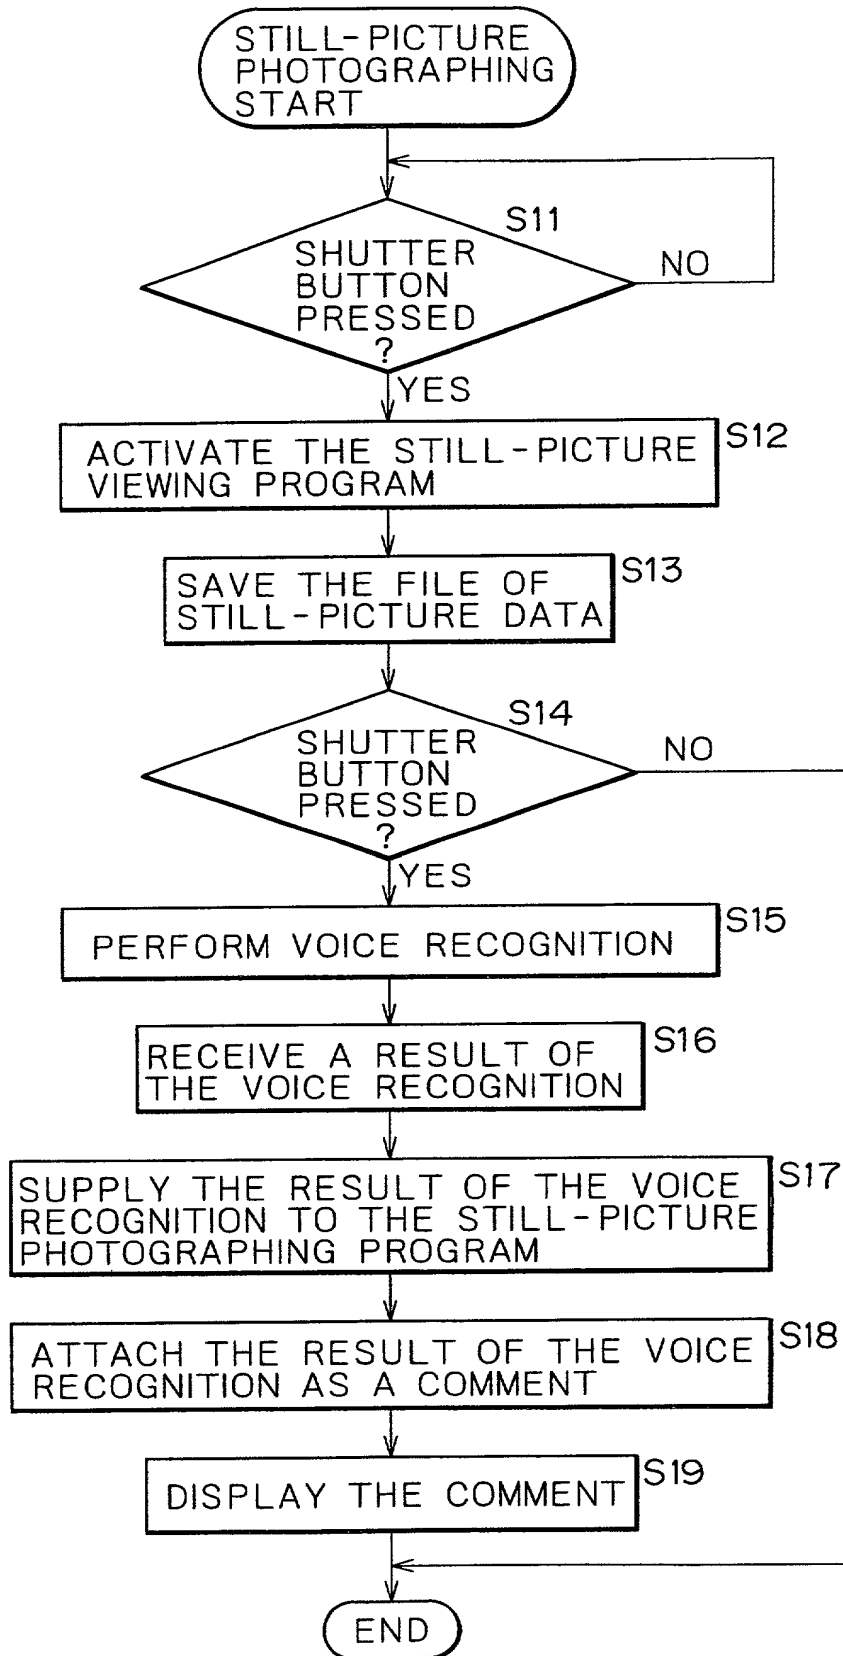 STILL-PICTURE
PHOTOGRAPHING
START
S11
SHUTTER
BUTTON
PRESSED
?
NO
YES
S12
ACTIVATE THE STILL-PICTURE
VIEWING PROGRAM
S13
SAVE THE FILE OF
STILL-PICTURE DATA
S14
SHUTTER
BUTTON
PRESSED
?
NO
YES
S15
PERFORM VOICE RECOGNITION
S16
RECEIVE A RESULT OF
THE VOICE RECOGNITION
S17
SUPPLY THE RESULT OF THE VOICE
RECOGNITION TO THE STILL-PICTURE
PHOTOGRAPHING PROGRAM
S18
ATTACH THE RESULT OF THE VOICE
RECOGNITION AS A COMMENT
S19
DISPLAY THE COMMENT
END